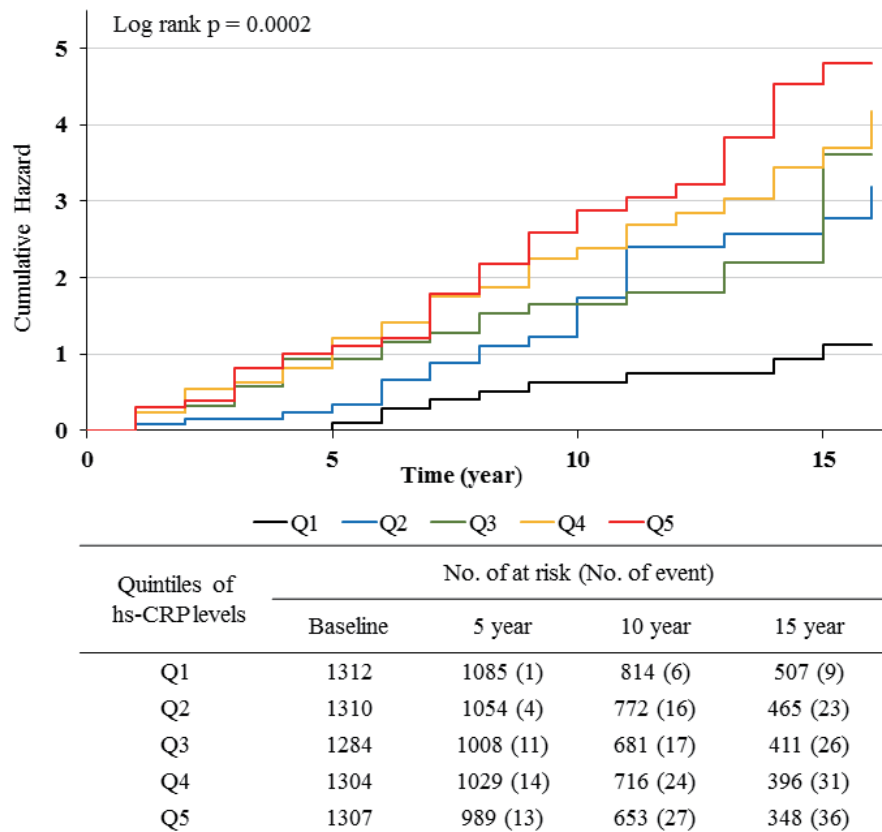 Log rank p = 0.0002
5
4
3
2
1
0
Cumulative Hazard
0 5 10 15
Time (year)
Q1 Q2 Q3 Q4 Q5
Quintiles of hs-CRP levels
No. of at risk (No. of event)
Baseline 5 year 10 year 15 year
Q1 1312 1085 (1) 814 (6) 507 (9)
Q2 1310 1054 (4) 772 (16) 465 (23)
Q3 1284 1008 (11) 681 (17) 411 (26)
Q4 1304 1029 (14) 716 (24) 396 (31)
Q5 1307 989 (13) 653 (27) 348 (36)